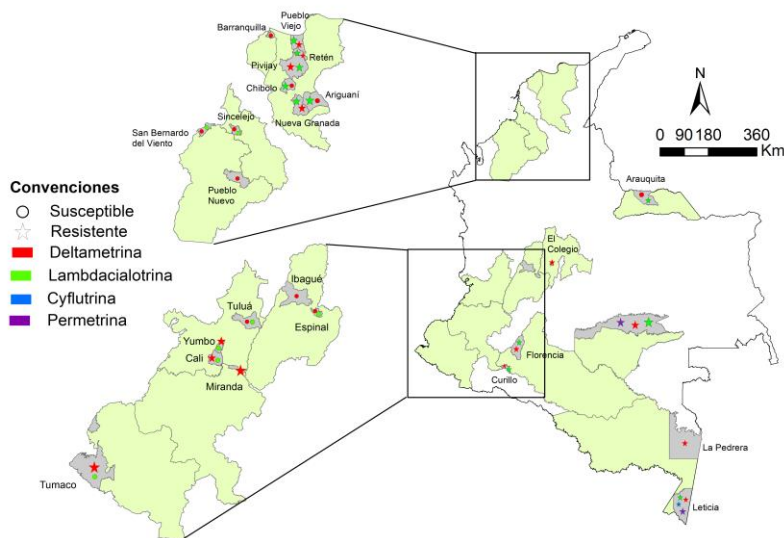 Pueblo
Viejo
Barranquilla
Retén
Pivijay
Chibolo
Ariguaní
Nueva Granada
Sincelejo
San Bernardo
del Viento
Pueblo
Nuevo
N
0 90 180 360
Km
Arauquita
Convenciones
Susceptible
Resistente
Deltametrina
Lambdacialotrina
Cyflutrina
Permetrina
El
Colegio
Ibagué
Tuluá
Espinal
Yumbo
Cali
Miranda
Tumaco
Florencia
Curillo
La Pedrera
Leticia